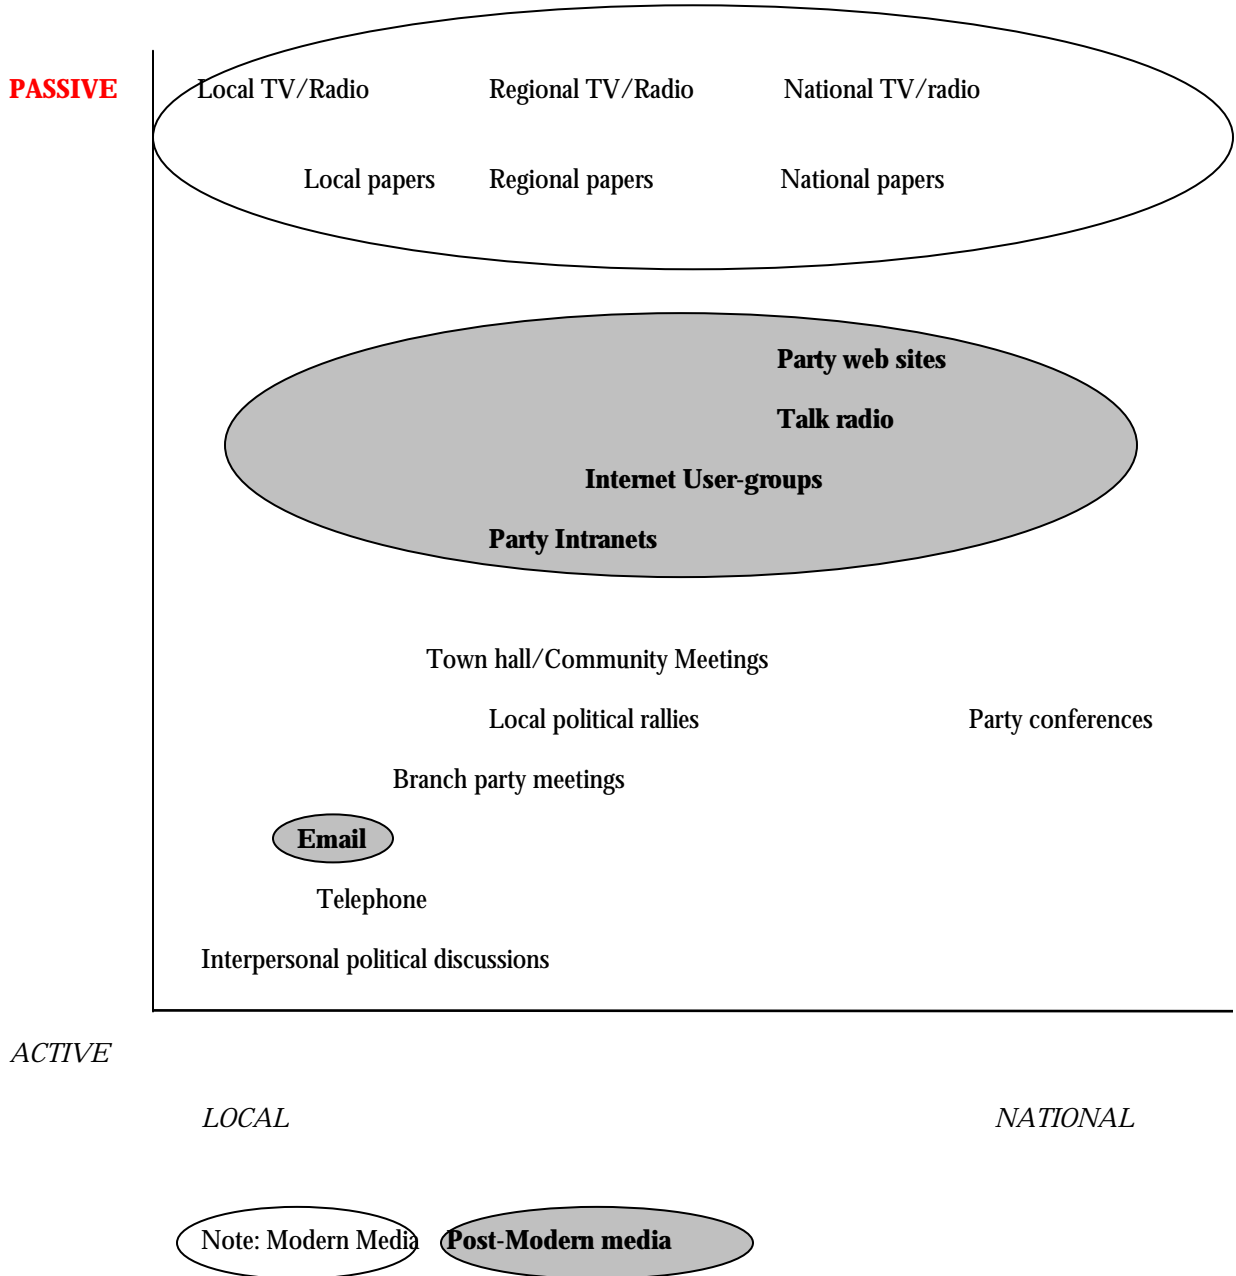 PASSIVE Local TV/Radio Regional TV/Radio National TV/radio
Local papers Regional papers National papers
Party web sites
Talk radio
Internet User-groups
Party Intranets
Town hall/Community Meetings
Local political rallies Party conferences
Branch party meetings
Email
Telephone
Interpersonal political discussions
ACTIVE
LOCAL NATIONAL
Note: Modern Media Post-Modern media